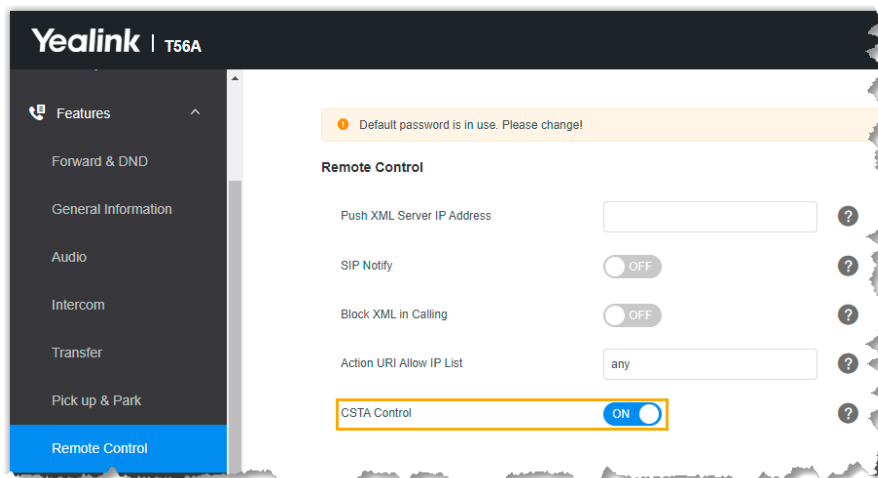 Yealink | T56A
Features
Forward & DND
General Information
Audio
Intercom
Transfer
Pick up & Park
Remote Control
Default password is in use. Please change!
Remote Control
Push XML Server IP Address
SIP Notify OFF
Block XML in Calling OFF
Action URI Allow IP List any
CSTA Control ON